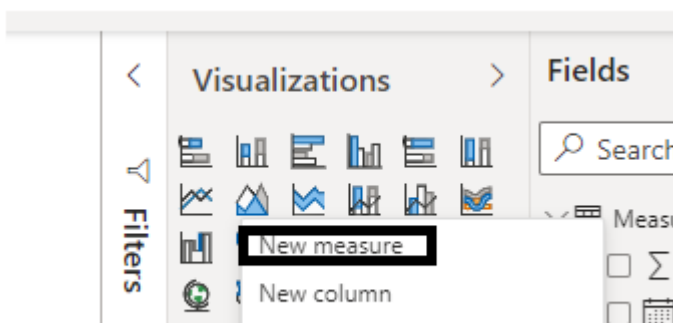 Visualizations
Fields
Search
Filters
New measure
New column